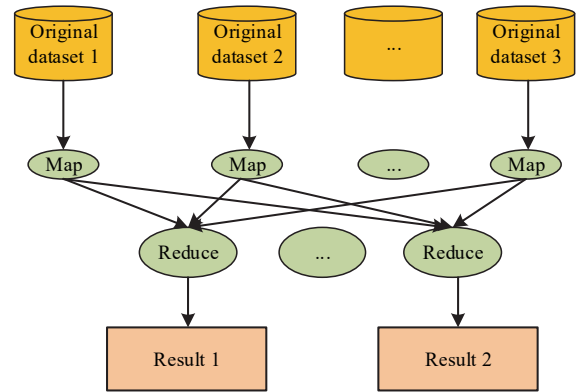 Original
dataset 1
Original
dataset 2
...
Original
dataset 3
Map
Map
...
Map
Reduce
...
Reduce
Result 1
Result 2